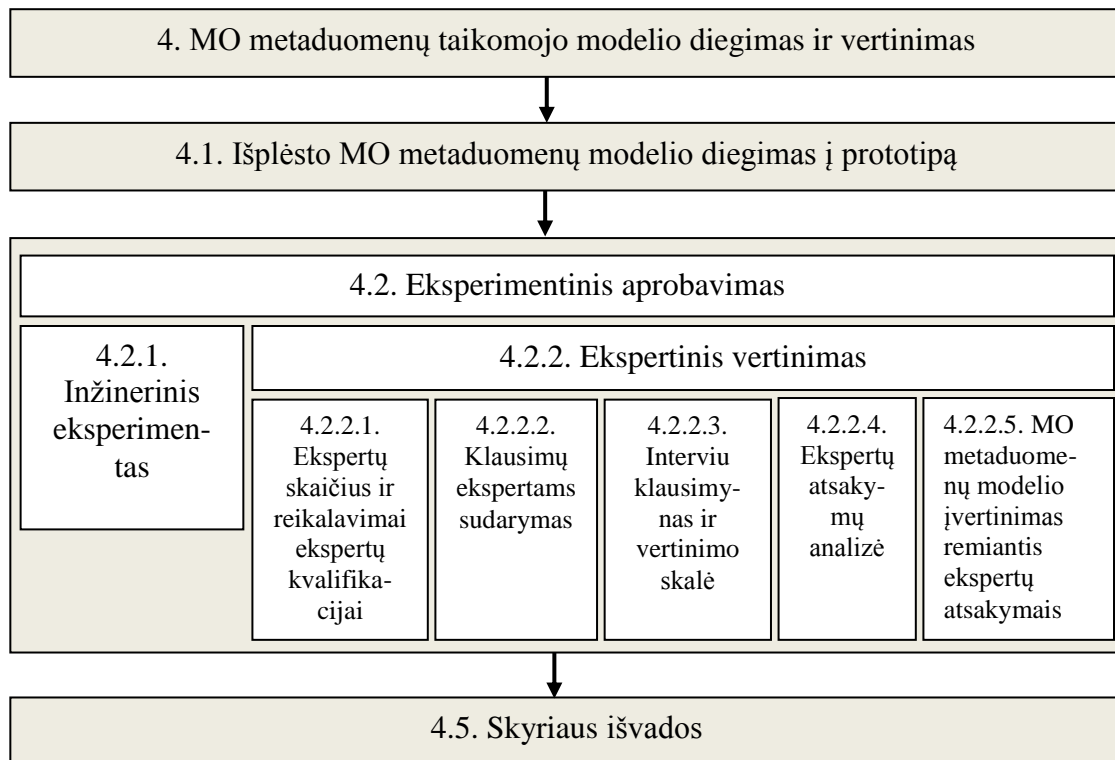 4. MO metaduomenų taikomojo modelio diegimas ir vertinimas
4.1. Išplėsto MO metaduomenų modelio diegimas į prototipą
4.2. Eksperimentinis aprobavimas
4.2.1.
Inžinerinis
eksperimen-
tas
4.2.2. Ekspertinis vertinimas
4.2.2.1.
Ekspertų
skaičius ir
reikalavimai
ekspertų
kvalifika-
cijai
4.2.2.2.
Klausimų
ekspertams
sudarymas
4.2.2.3.
Interviu
klausimy-
nas ir
vertinimo
skalė
4.2.2.4.
Ekspertų
atsaky-
mų
analizė
4.2.2.5. MO
metaduome-
nų modelio
įvertinimas
remiantis
ekspertų
atsakymais
4.5. Skyriaus išvados